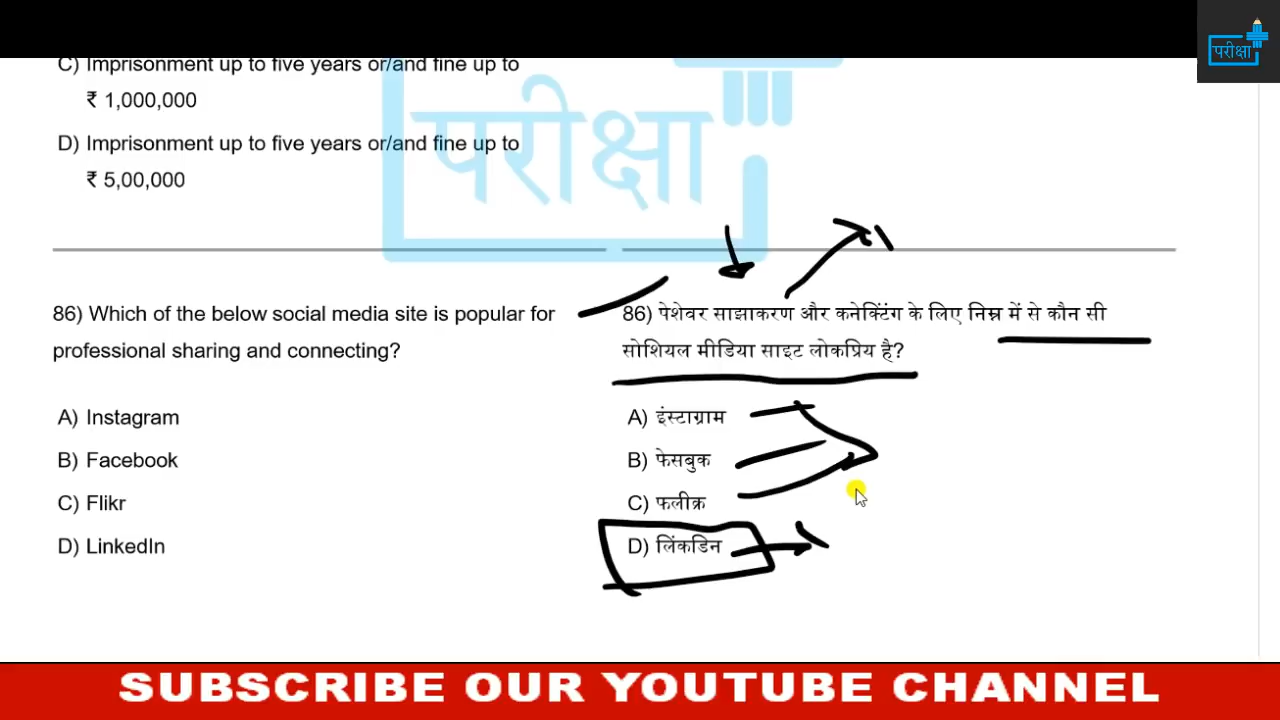 परीक्षा
C) Imprisonment up to five years or/and fine up to
₹ 1,000,000
D) Imprisonment up to five years or/and fine up to
₹ 5,00,000
परीक्षा
86) Which of the below social media site is popular for
professional sharing and connecting?
A) Instagram
B) Facebook
C) Flikr
D) LinkedIn
86) पेशेवर साझाकरण और कनेक्टिंग के लिए निम्न में से कौन सी
सोशियल मीडिया साइट लोकप्रिय है?
A) इंस्टाग्राम
B) फेसबुक
C) फलीक्र
D) लिंकडिन
SUBSCRIBE OUR YOUTUBE CHANNEL